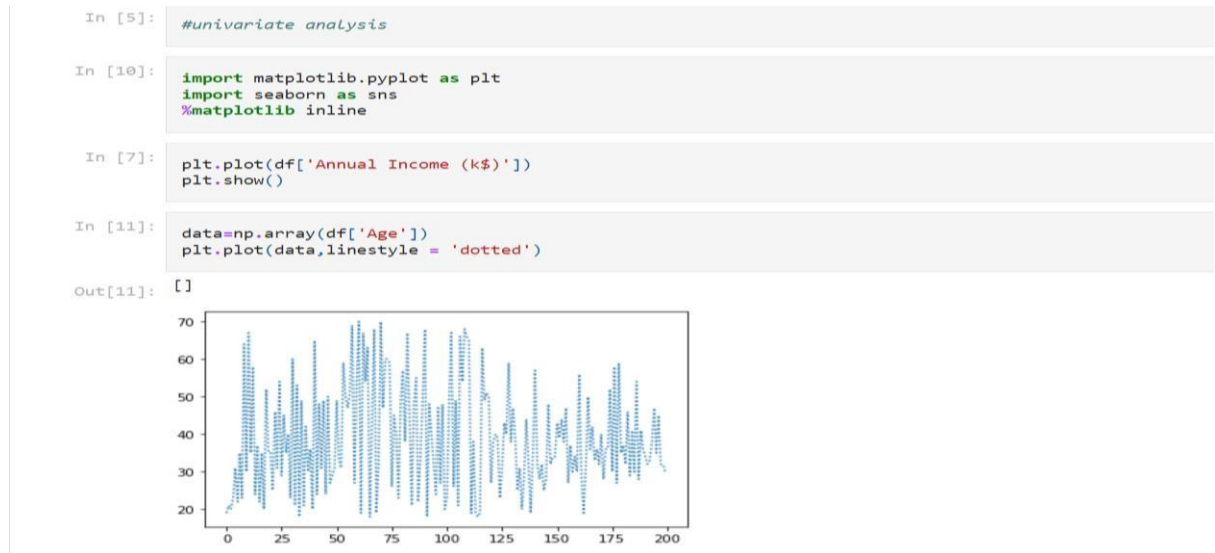 In [5]: #univariate analysis
In [10]: import matplotlib.pyplot as plt
import seaborn as sns
%matplotlib inline
In [7]: plt.plot(df['Annual Income (k$)'])
plt.show()
In [11]: data=np.array(df['Age'])
plt.plot(data,linestyle = 'dotted')
Out[11]: []
70
60
50
40
30
20
0 25 50 75 100 125 150 175 200